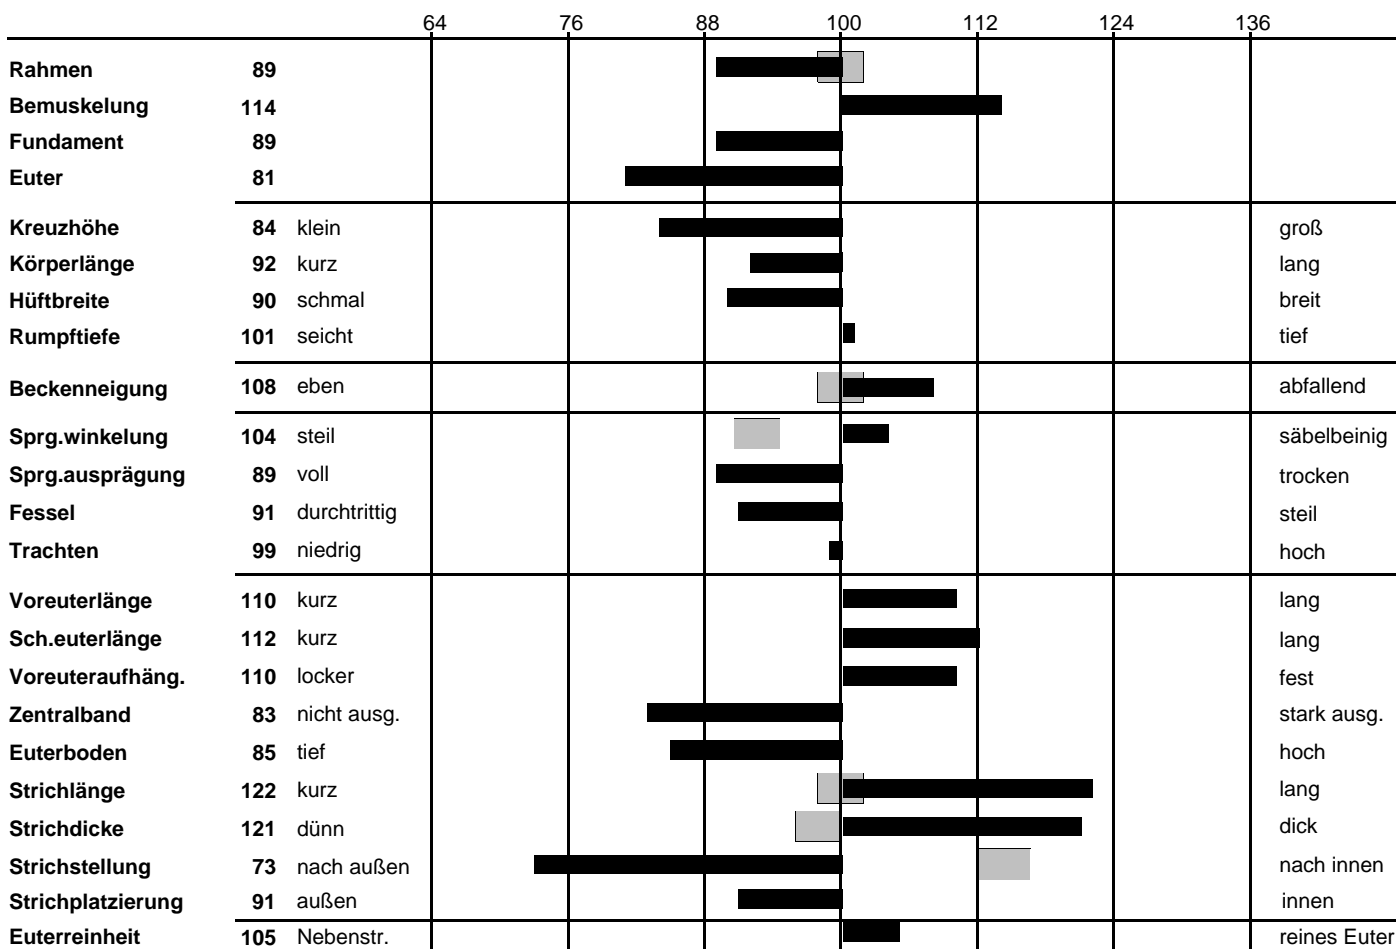 64 76 88 100 112 124 136
Rahmen 89
Bemuskelung 114
Fundament 89
Euter 81
Kreuzhöhe 84 klein groß
Körperlänge 92 kurz lang
Hüftbreite 90 schmal breit
Rumpftiefe 101 seicht tief
Beckenneigung 108 eben abfallend
Sprg.winkelung 104 steil säbelbeinig
Sprg.ausprägung 89 voll trocken
Fessel 91 durchtrittig steil
Trachten 99 niedrig hoch
Voreuterlänge 110 kurz lang
Sch.euterlänge 112 kurz lang
Voreuteraufhäng. 110 locker fest
Zentralband 83 nicht ausg. stark ausg.
Euterboden 85 tief hoch
Strichlänge 122 kurz lang
Strichdicke 121 dünn dick
Strichstellung 73 nach außen nach innen
Strichplatzierung 91 außen innen
Euterreinheit 105 Nebenstr. reines Euter